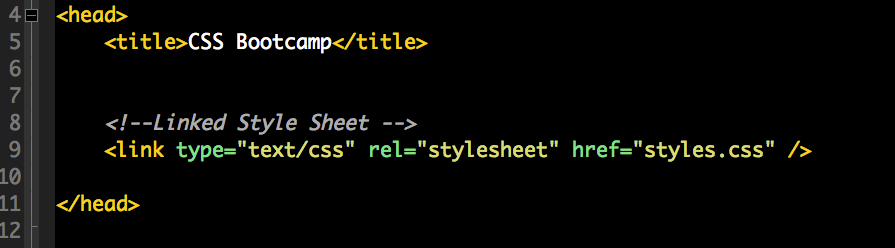 4 <head>
5 <title>CSS Bootcamp</title>
6
7
8 <!--Linked Style Sheet -->
9 <link type="text/css" rel="stylesheet" href="styles.css" />
10
11 </head>
12